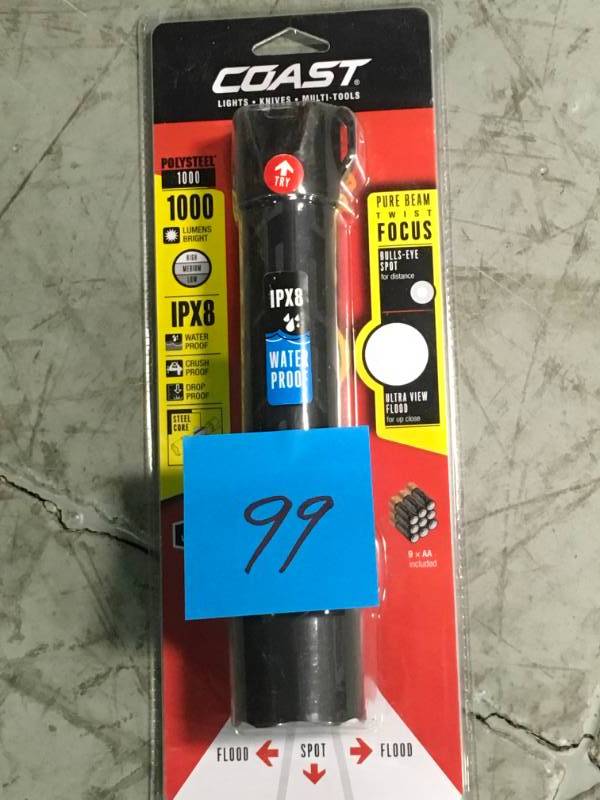 COAST®
LIGHTS • KNIVES • MULTI-TOOLS
POLYSTEEL™
1000
1000
LUMENS
BRIGHT
HIGH
MEDIUM
LOW
IPX8
WATER
PROOF
CRUSH
PROOF
DROP
PROOF
STEEL
CORE
TRY
IPX8
WATER
PROOF
PURE BEAM
TWIST
FOCUS
BULLS-EYE
SPOT
for distance
ULTRA VIEW
FLOOD
for up close
99
9 x AA
included
FLOOD SPOT FLOOD